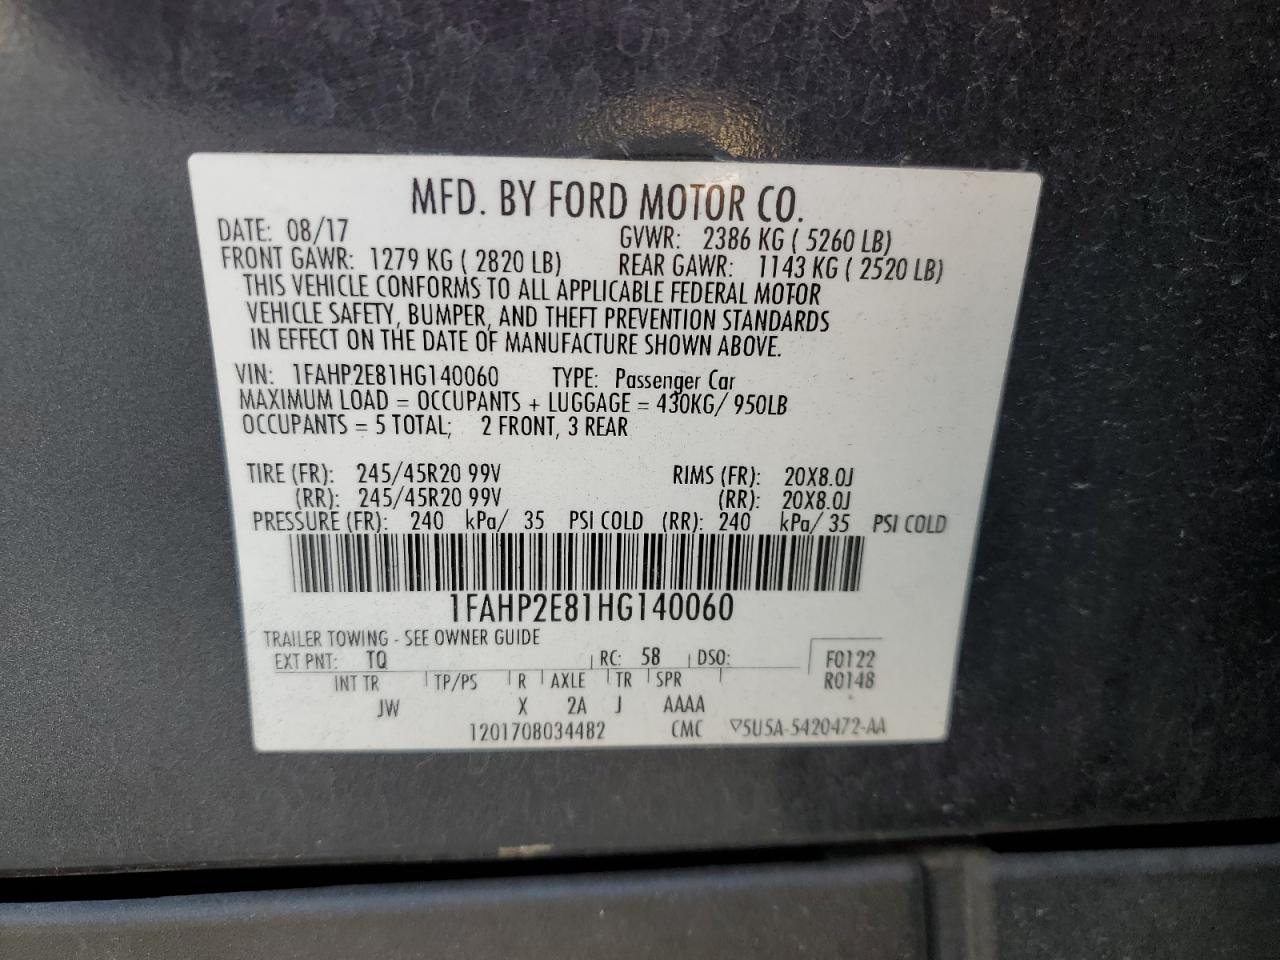 MFD. BY FORD MOTOR CO.
DATE: 08/17 GVWR: 2386 KG ( 5260 LB)
FRONT GAWR: 1279 KG ( 2820 LB) REAR GAWR: 1143 KG ( 2520 LB)
THIS VEHICLE CONFORMS TO ALL APPLICABLE FEDERAL MOTOR
VEHICLE SAFETY, BUMPER, AND THEFT PREVENTION STANDARDS
IN EFFECT ON THE DATE OF MANUFACTURE SHOWN ABOVE.
VIN: 1FAHP2E81HG140060 TYPE: Passenger Car
MAXIMUM LOAD = OCCUPANTS + LUGGAGE = 430KG/ 950LB
OCCUPANTS = 5 TOTAL; 2 FRONT, 3 REAR
TIRE (FR): 245/45R20 99V RIMS (FR): 20X8.0J
(RR): 245/45R20 99V (RR): 20X8.0J
PRESSURE (FR): 240 kPa/ 35 PSI COLD (RR): 240 kPa/ 35 PSI COLD
1FAHP2E81HG140060
TRAILER TOWING - SEE OWNER GUIDE
EXT PNT: TQ RC: 58 DSO: F0122
INT TR TP/PS R AXLE TR SPR R0148
JW X 2A J AAAA
1201708034482 CMC ▽5U5A-5420472-AA